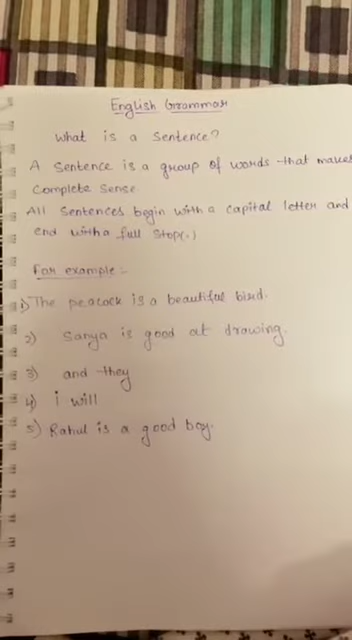 English Grammar
What is a Sentence?
A Sentence is a group of words that makes
Complete Sense
All Sentences begin with a capital letter and
end with a full Stop(.)
For example :-
1) The peacock is a beautiful bird.
2) Sanya is good at drawing.
3) and they
4) i will
5) Rahul is a good boy.